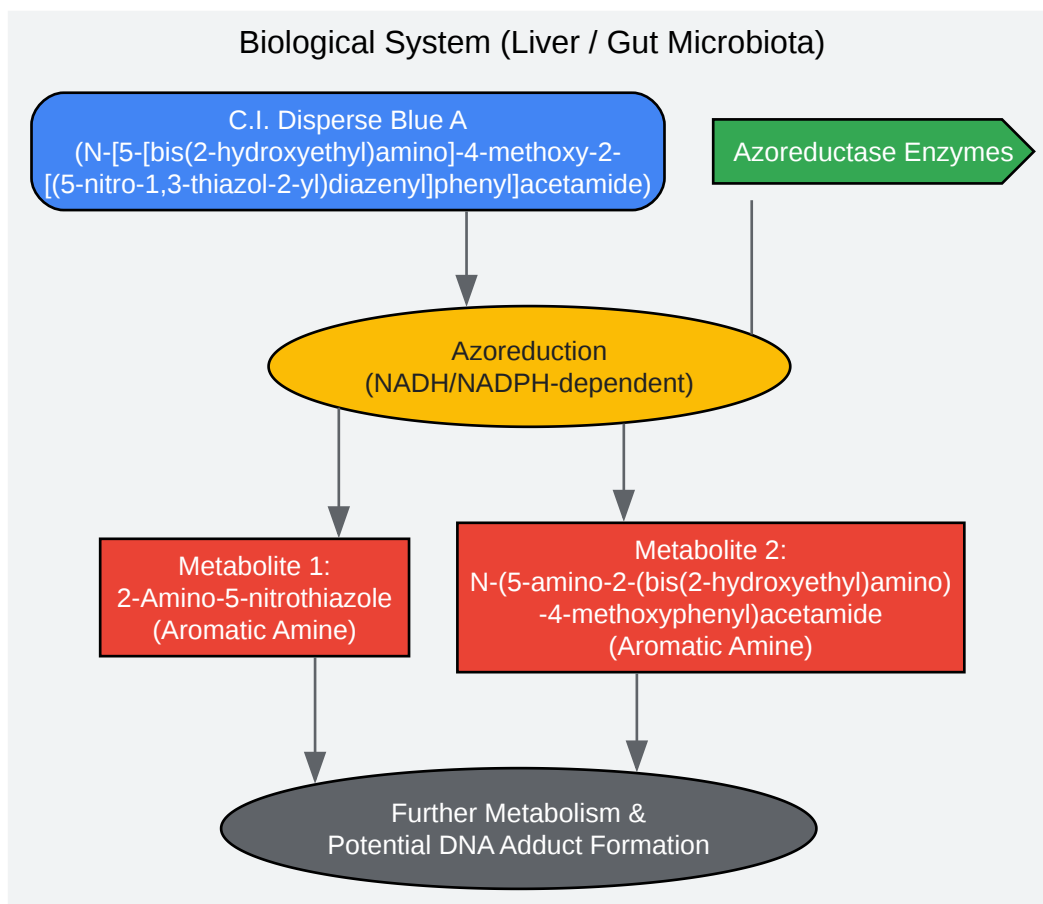 Biological System (Liver / Gut Microbiota)
C.I. Disperse Blue A
(N-[5-[bis(2-hydroxyethyl)amino]-4-methoxy-2-
[(5-nitro-1,3-thiazol-2-yl)diazenyl]phenyl]acetamide)
Azoreductase Enzymes
Azoreduction
(NADH/NADPH-dependent)
Metabolite 1:
2-Amino-5-nitrothiazole
(Aromatic Amine)
Metabolite 2:
N-(5-amino-2-(bis(2-hydroxyethyl)amino)
-4-methoxyphenyl)acetamide
(Aromatic Amine)
Further Metabolism &
Potential DNA Adduct Formation